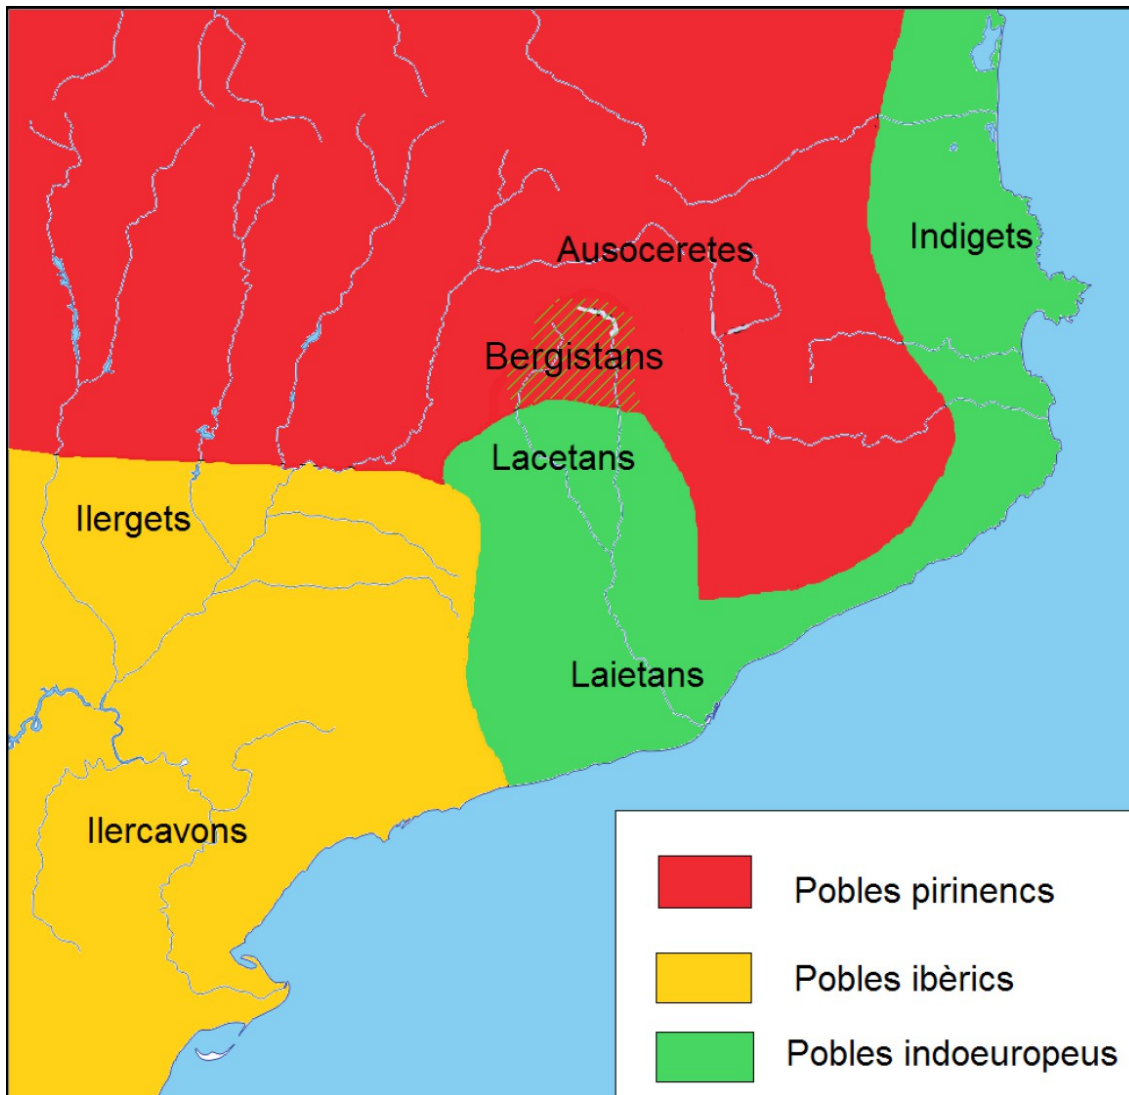 Indigets
Ausoceretes
Bergistans
Lacetans
Ilergets
Laietans
Ilercavons
Pobles pirinencs
Pobles ibèrics
Pobles indoeuropeus